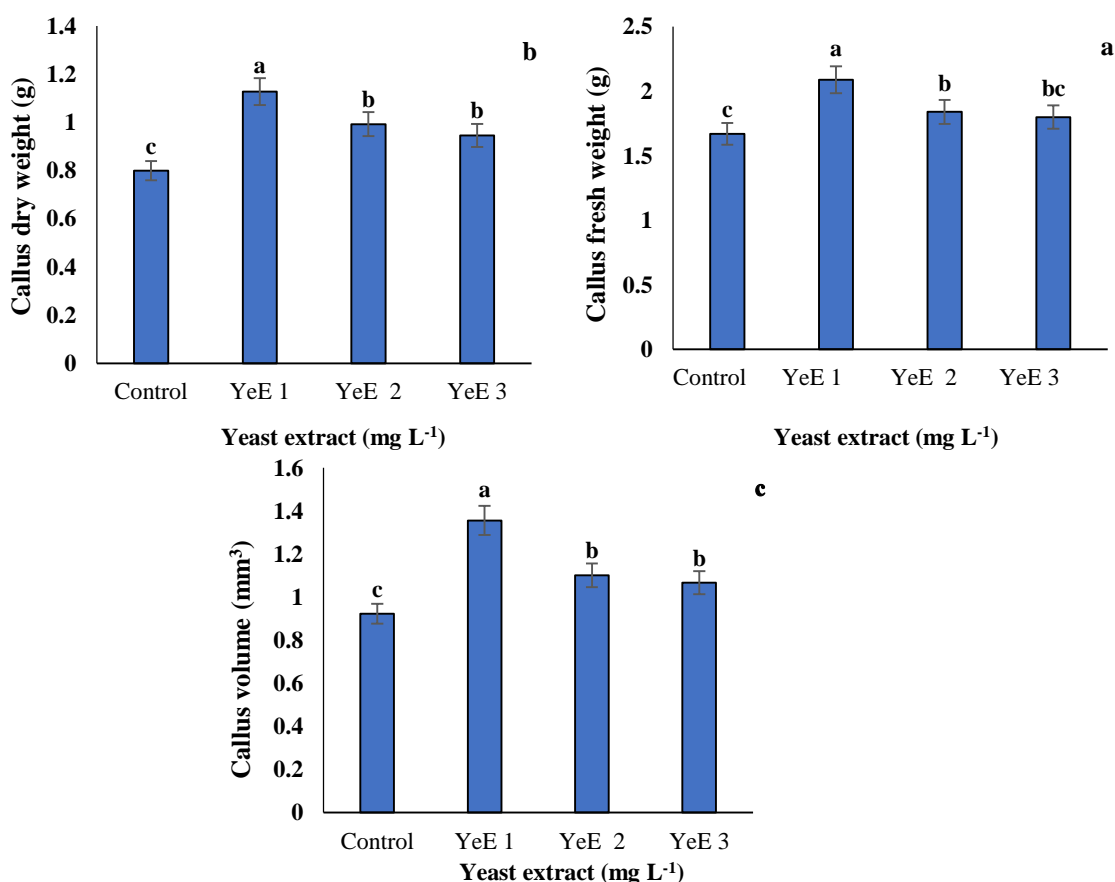 1.4
1.2
1
0.8
0.6
0.4
0.2
0
Callus dry weight (g)
b
c
a
b
b
Control
YeE 1
YeE  2
YeE 3
Yeast extract (mg L⁻¹)
2.5
2
1.5
1
0.5
0
Callus fresh weight (g)
a
c
a
b
bc
Control
YeE 1
YeE  2
YeE 3
Yeast extract (mg L⁻¹)
1.6
1.4
1.2
1
0.8
0.6
0.4
0.2
0
Callus volume (mm³)
c
c
a
b
b
Control
YeE 1
YeE  2
YeE 3
Yeast extract (mg L⁻¹)